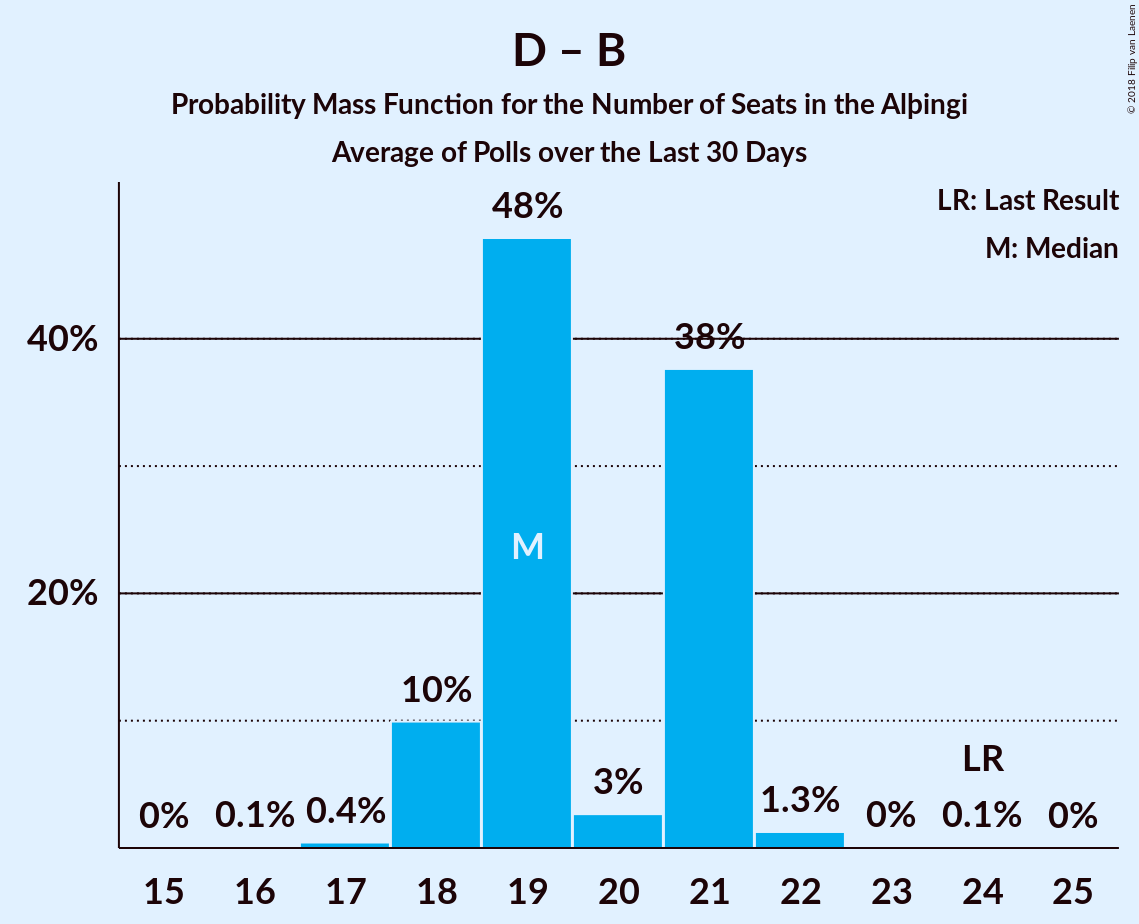 D – B
Probability Mass Function for the Number of Seats in the Alþingi
Average of Polls over the Last 30 Days
© 2018 Filip van Laenen
LR: Last Result
M: Median
48%
40%
38%
M
20%
10%
LR
0%
0.1%
0.4%
3%
1.3%
0%
0.1%
0%
15 16 17 18 19 20 21 22 23 24 25